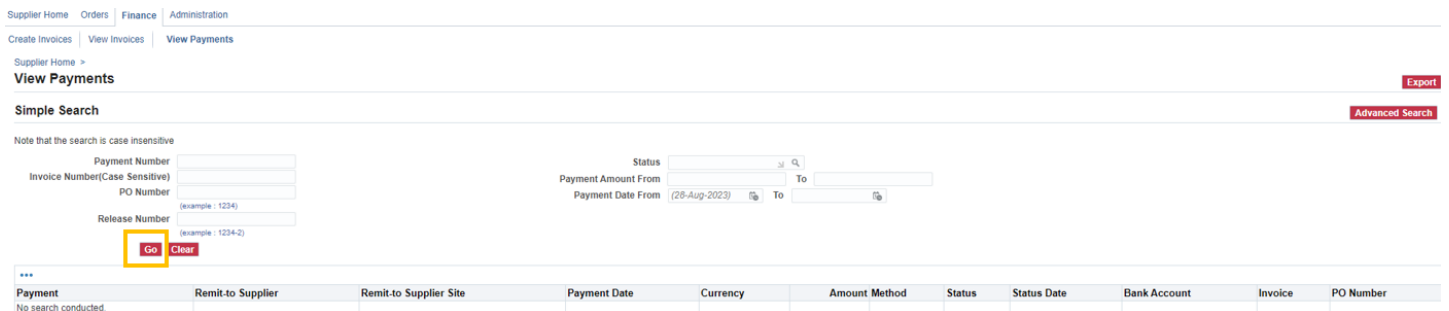 Supplier Home Orders Finance Administration
Create Invoices View Invoices View Payments
Supplier Home >
View Payments
Export
Simple Search
Advanced Search
Note that the search is case insensitive
Payment Number
Status
Invoice Number(Case Sensitive)
Payment Amount From To
PO Number
Payment Date From (28-Aug-2023) To
(example : 1234)
Release Number
(example : 1234-2)
Go Clear
Payment Remit-to Supplier Remit-to Supplier Site Payment Date Currency Amount Method Status Status Date Bank Account Invoice PO Number
No search conducted.